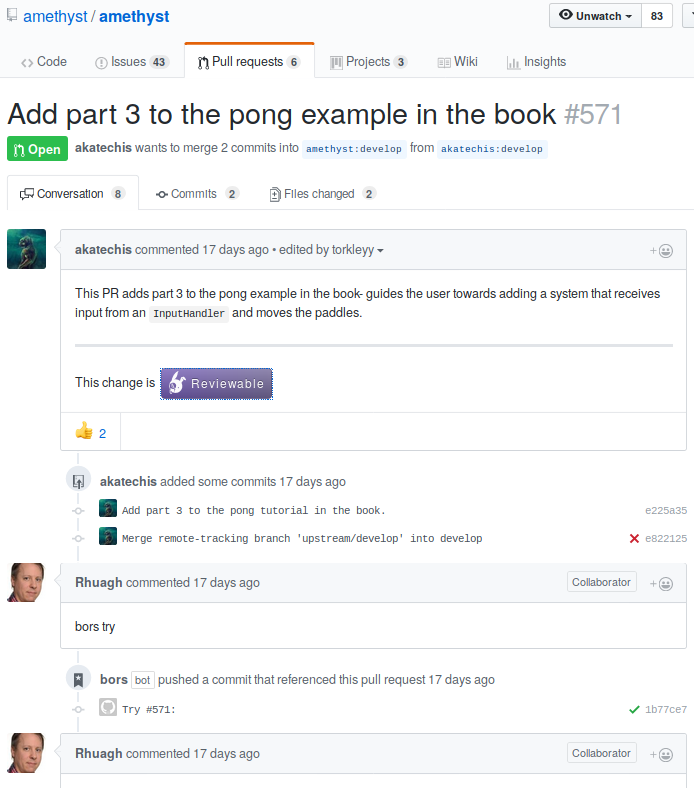 amethyst / amethyst
Unwatch 83
Code Issues 43 Pull requests 6 Projects 3 Wiki Insights
Add part 3 to the pong example in the book #571
Open akatechis wants to merge 2 commits into amethyst:develop from akatechis:develop
Conversation 8 Commits 2 Files changed 2
akatechis commented 17 days ago • edited by torkleyy
This PR adds part 3 to the pong example in the book- guides the user towards adding a system that receives
input from an InputHandler and moves the paddles.
This change is Reviewable
2
akatechis added some commits 17 days ago
Add part 3 to the pong tutorial in the book. e225a35
Merge remote-tracking branch 'upstream/develop' into develop e822125
Rhuagh commented 17 days ago Collaborator
bors try
bors bot pushed a commit that referenced this pull request 17 days ago
Try #571: 1b77ce7
Rhuagh commented 17 days ago Collaborator